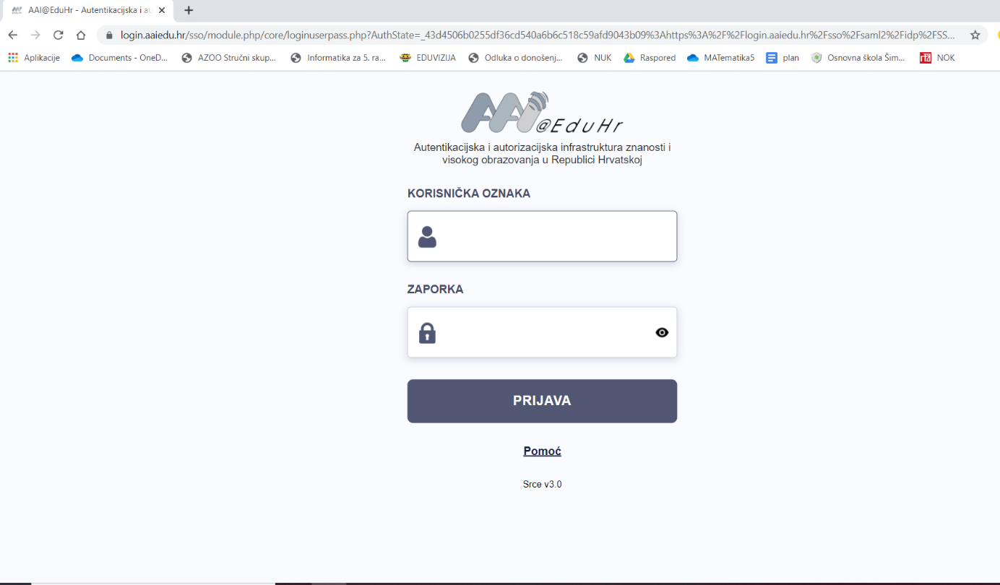 AAI@EduHr - Autentikacijska i au
login.aaiedu.hr/sso/module.php/core/loginuserpass.php?AuthState=_43d4506b0255df36cd540a6b6c518c59afd9043b09%3Ahttps%3A%2F%2Flogin.aaiedu.hr%2Fsso%2Fsaml2%2Fidp%2FSS...
Aplikacije Documents - OneD... AZOO Stručni skup... Informatika za 5. ra... EDUVIZIJA Odluka o donošenj... NUK Raspored MATematika5 plan Osnovna škola Šim... NOK
AAI@EduHr
Autentikacijska i autorizacijska infrastruktura znanosti i
visokog obrazovanja u Republici Hrvatskoj
KORISNIČKA OZNAKA
ZAPORKA
PRIJAVA
Pomoć
Srce v3.0